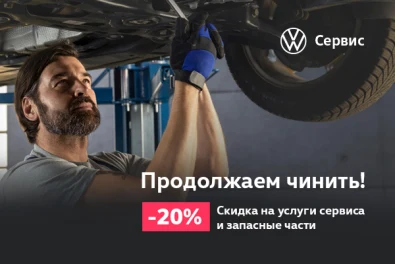 Сервис
Продолжаем чинить!
-20%
Скидка на услуги сервиса
и запасные части